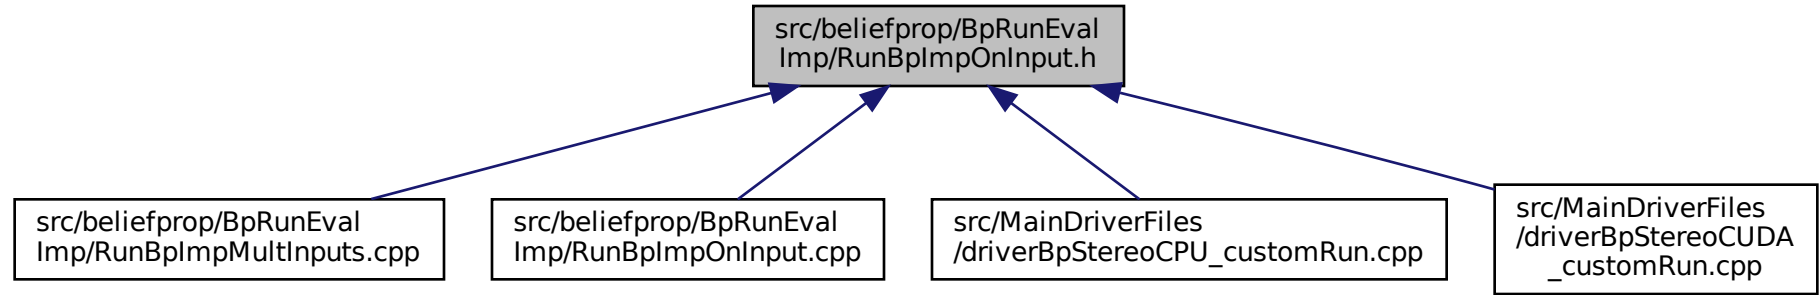 src/beliefprop/BpRunEval
Imp/RunBpImpOnInput.h
src/beliefprop/BpRunEval
Imp/RunBpImpMultInputs.cpp
src/beliefprop/BpRunEval
Imp/RunBpImpOnInput.cpp
src/MainDriverFiles
/driverBpStereoCPU_customRun.cpp
src/MainDriverFiles
/driverBpStereoCUDA
_customRun.cpp